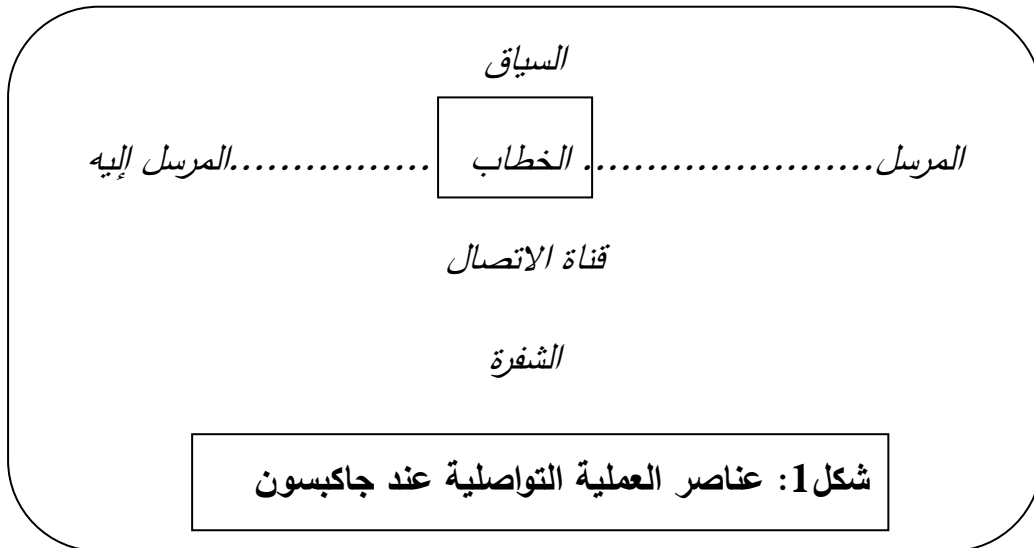 السياق
المرسل....................... الخطاب ................المرسل إليه
قناة الاتصال
الشفرة
شكل1: عناصر العملية التواصلية عند جاكبسون